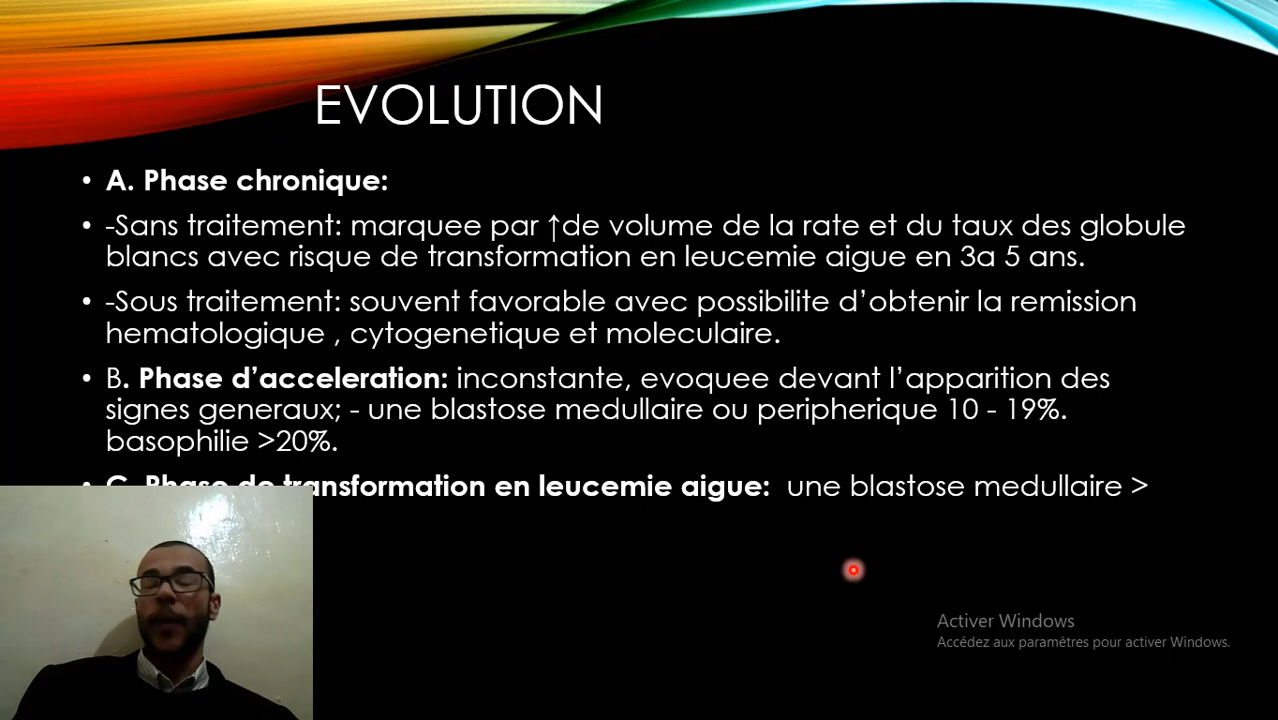 EVOLUTION
• A. Phase chronique:
• -Sans traitement: marquee par ↑de volume de la rate et du taux des globule
blancs avec risque de transformation en leucemie aigue en 3a 5 ans.
• -Sous traitement: souvent favorable avec possibilite d’obtenir la remission
hematologique , cytogenetique et moleculaire.
• B. Phase d’acceleration: inconstante, evoquee devant l’apparition des
signes generaux; - une blastose medullaire ou peripherique 10 - 19%.
basophilie >20%.
• C. Phase de transformation en leucemie aigue: une blastose medullaire >
Activer Windows
Accédez aux paramètres pour activer Windows.